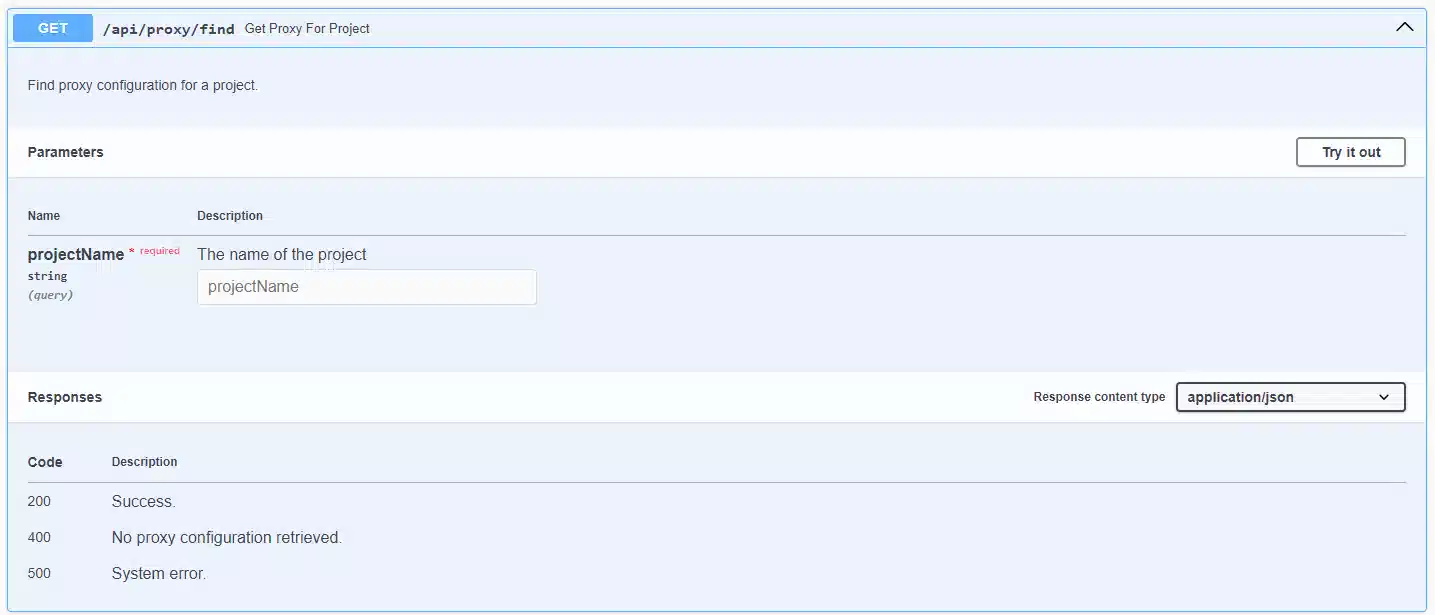 GET /api/proxy/find Get Proxy For Project
Find proxy configuration for a project.
Parameters
Try it out
Name Description
projectName * required The name of the project
string
projectName
(query)
Responses Response content type application/json
Code Description
200 Success.
400 No proxy configuration retrieved.
500 System error.